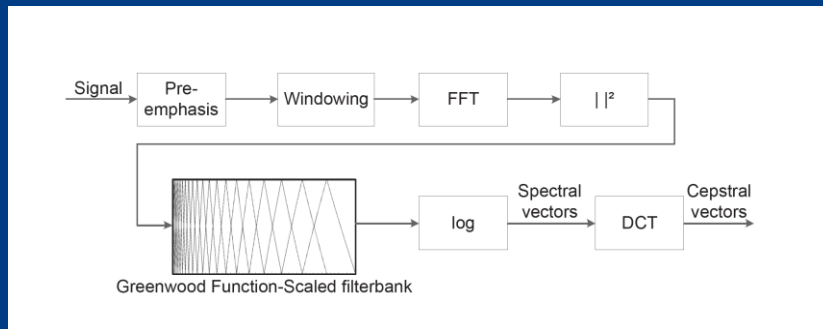 Signal
Pre-
emphasis
Windowing
FFT
| |²
Greenwood Function-Scaled filterbank
log
Spectral
vectors
DCT
Cepstral
vectors